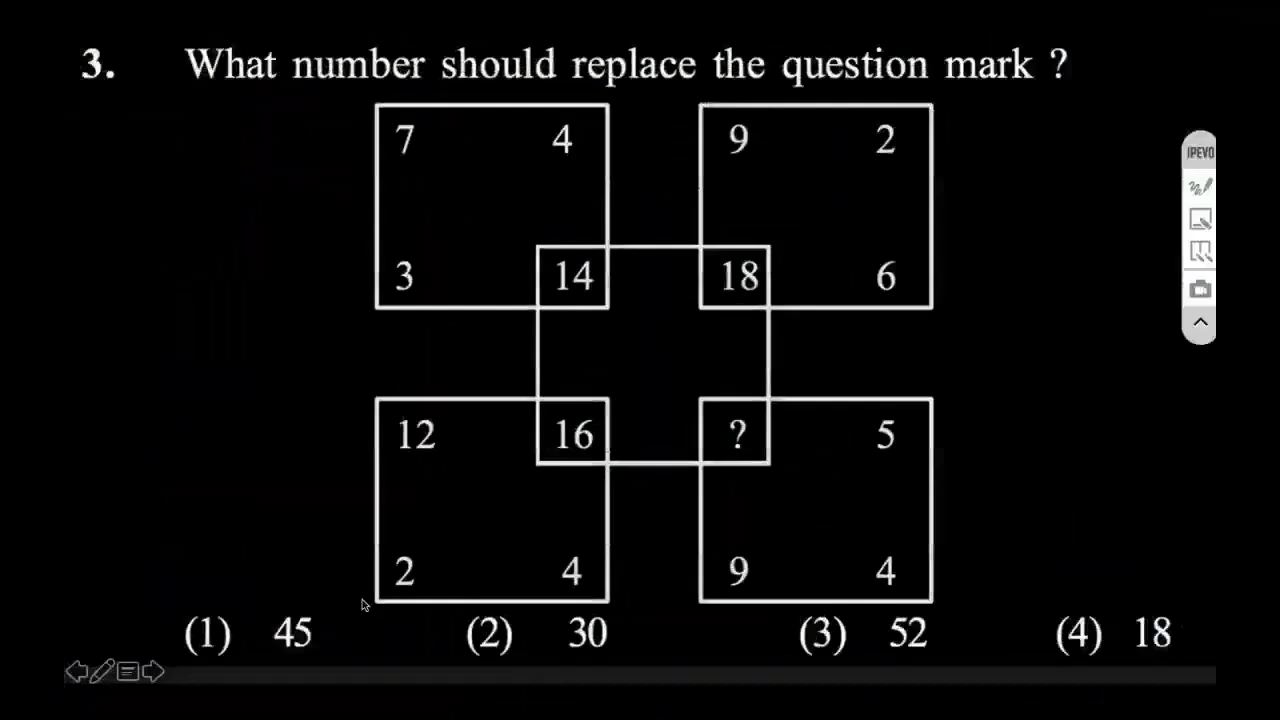 3. What number should replace the question mark ?
7 4 9 2
IPEVO
3 14 18 6
12 16 ? 5
2 4 9 4
(1) 45 (2) 30 (3) 52 (4) 18